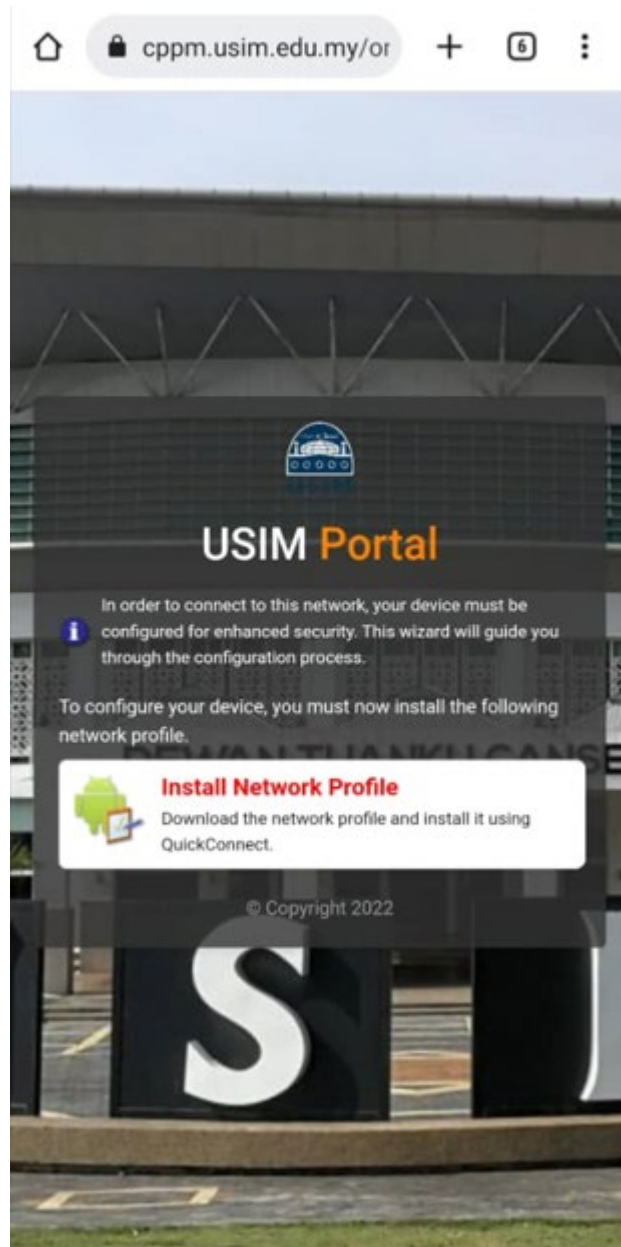 cppm.usim.edu.my/or
6
USIM Portal
In order to connect to this network, your device must be
configured for enhanced security. This wizard will guide you
through the configuration process.
To configure your device, you must now install the following
network profile.
Install Network Profile
Download the network profile and install it using
QuickConnect.
© Copyright 2022
S